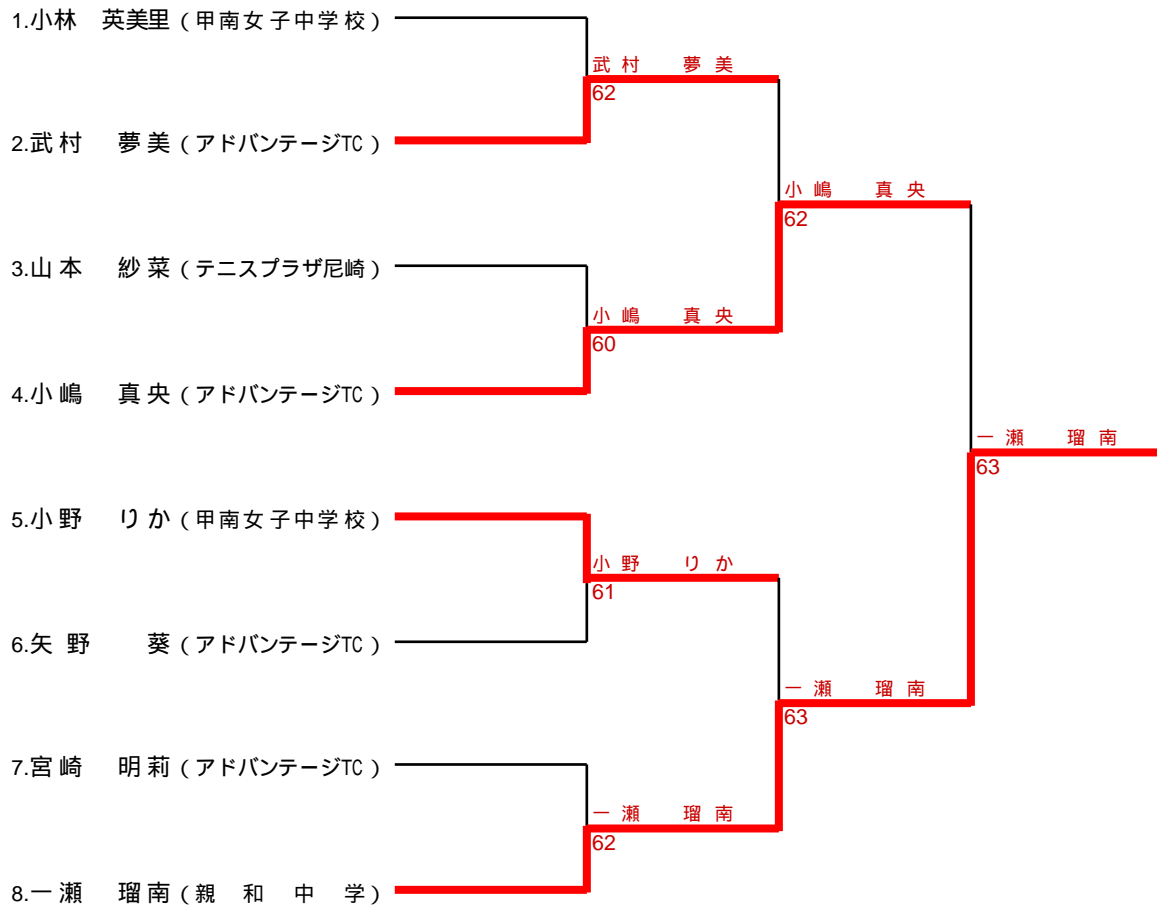 1.小林 英美里(甲南女子中学校)
武村 夢美
62
2.武村 夢美(アドバンテージTC)
小嶋 真央
62
3.山本 紗菜(テニスプラザ尼崎)
小嶋 真央
60
4.小嶋 真央(アドバンテージTC)
一瀬 瑠南
63
5.小野 りか(甲南女子中学校)
小野 りか
61
6.矢野 葵(アドバンテージTC)
一瀬 瑠南
63
7.宮崎 明莉(アドバンテージTC)
一瀬 瑠南
62
8.一瀬 瑠南(親和中学)